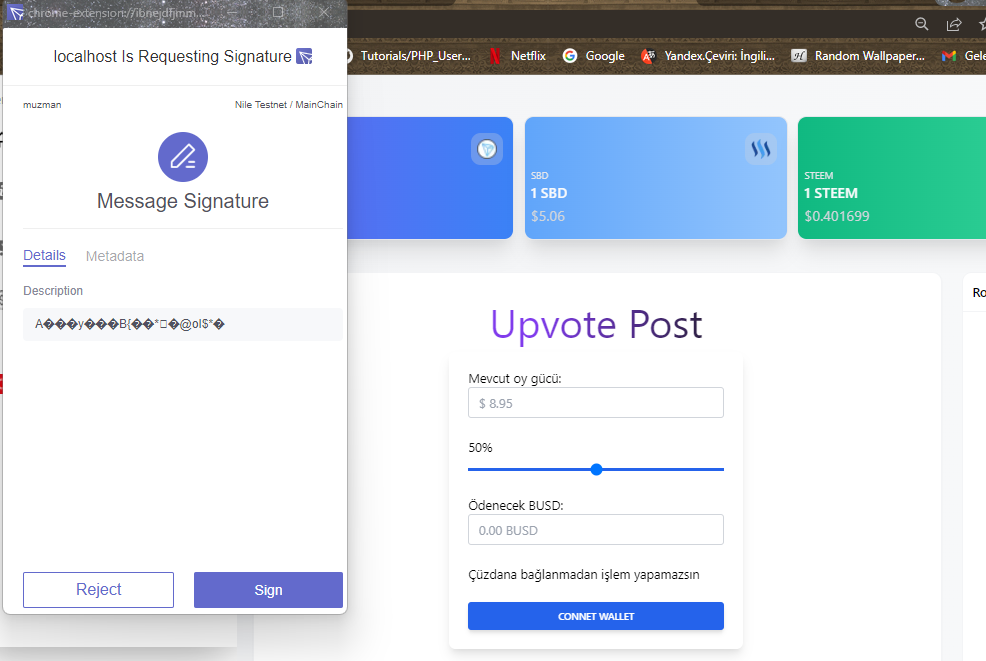 chrome-extension://ibnejdfjmm...
localhost Is Requesting Signature
muzman
Nile Testnet / MainChain
Message Signature
Details
Metadata
Description
A���y���B{��*�@oI$*�
Reject
Sign
Tutorials/PHP_User...
Netflix
Google
Yandex.Çeviri: İngili...
Random Wallpaper...
Gele
SBD
1 SBD
$5.06
STEEM
1 STEEM
$0.401699
Upvote Post
Mevcut oy gücü:
$ 8.95
50%
Ödenecek BUSD:
0.00 BUSD
Çüzdana bağlanmadan işlem yapamazsın
CONNET WALLET
Ro